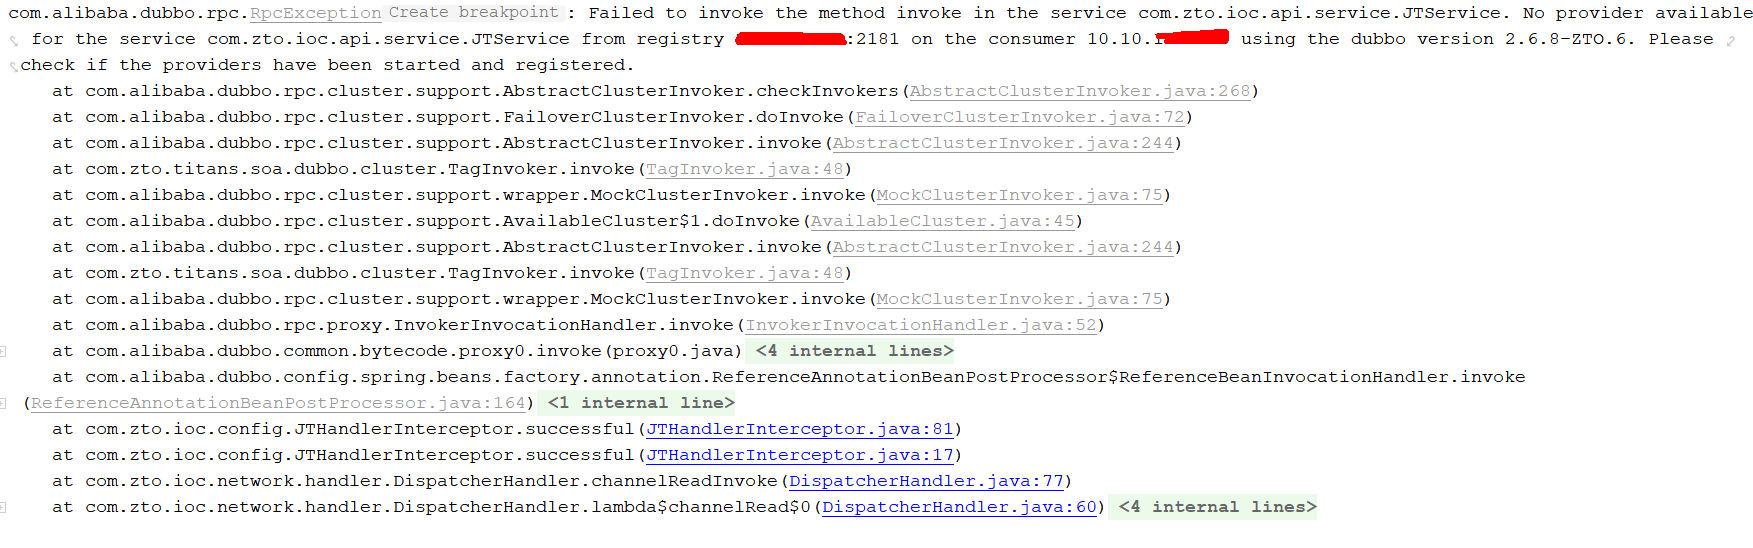 com.alibaba.dubbo.rpc.RpcException Create breakpoint : Failed to invoke the method invoke in the service com.zto.ioc.api.service.JTService. No provider available
for the service com.zto.ioc.api.service.JTService from registry :2181 on the consumer 10.10. using the dubbo version 2.6.8-ZTO.6. Please
check if the providers have been started and registered.
at com.alibaba.dubbo.rpc.cluster.support.AbstractClusterInvoker.checkInvokers(AbstractClusterInvoker.java:268)
at com.alibaba.dubbo.rpc.cluster.support.FailoverClusterInvoker.doInvoke(FailoverClusterInvoker.java:72)
at com.alibaba.dubbo.rpc.cluster.support.AbstractClusterInvoker.invoke(AbstractClusterInvoker.java:244)
at com.zto.titans.soa.dubbo.cluster.TagInvoker.invoke(TagInvoker.java:48)
at com.alibaba.dubbo.rpc.cluster.support.wrapper.MockClusterInvoker.invoke(MockClusterInvoker.java:75)
at com.alibaba.dubbo.rpc.cluster.support.AvailableCluster$1.doInvoke(AvailableCluster.java:45)
at com.alibaba.dubbo.rpc.cluster.support.AbstractClusterInvoker.invoke(AbstractClusterInvoker.java:244)
at com.zto.titans.soa.dubbo.cluster.TagInvoker.invoke(TagInvoker.java:48)
at com.alibaba.dubbo.rpc.cluster.support.wrapper.MockClusterInvoker.invoke(MockClusterInvoker.java:75)
at com.alibaba.dubbo.rpc.proxy.InvokerInvocationHandler.invoke(InvokerInvocationHandler.java:52)
at com.alibaba.dubbo.common.bytecode.proxy0.invoke(proxy0.java) <4 internal lines>
at com.alibaba.dubbo.config.spring.beans.factory.annotation.ReferenceAnnotationBeanPostProcessor$ReferenceBeanInvocationHandler.invoke
(ReferenceAnnotationBeanPostProcessor.java:164) <1 internal line>
at com.zto.ioc.config.JTHandlerInterceptor.successful(JTHandlerInterceptor.java:81)
at com.zto.ioc.config.JTHandlerInterceptor.successful(JTHandlerInterceptor.java:17)
at com.zto.ioc.network.handler.DispatcherHandler.channelReadInvoke(DispatcherHandler.java:77)
at com.zto.ioc.network.handler.DispatcherHandler.lambda$channelRead$0(DispatcherHandler.java:60) <4 internal lines>